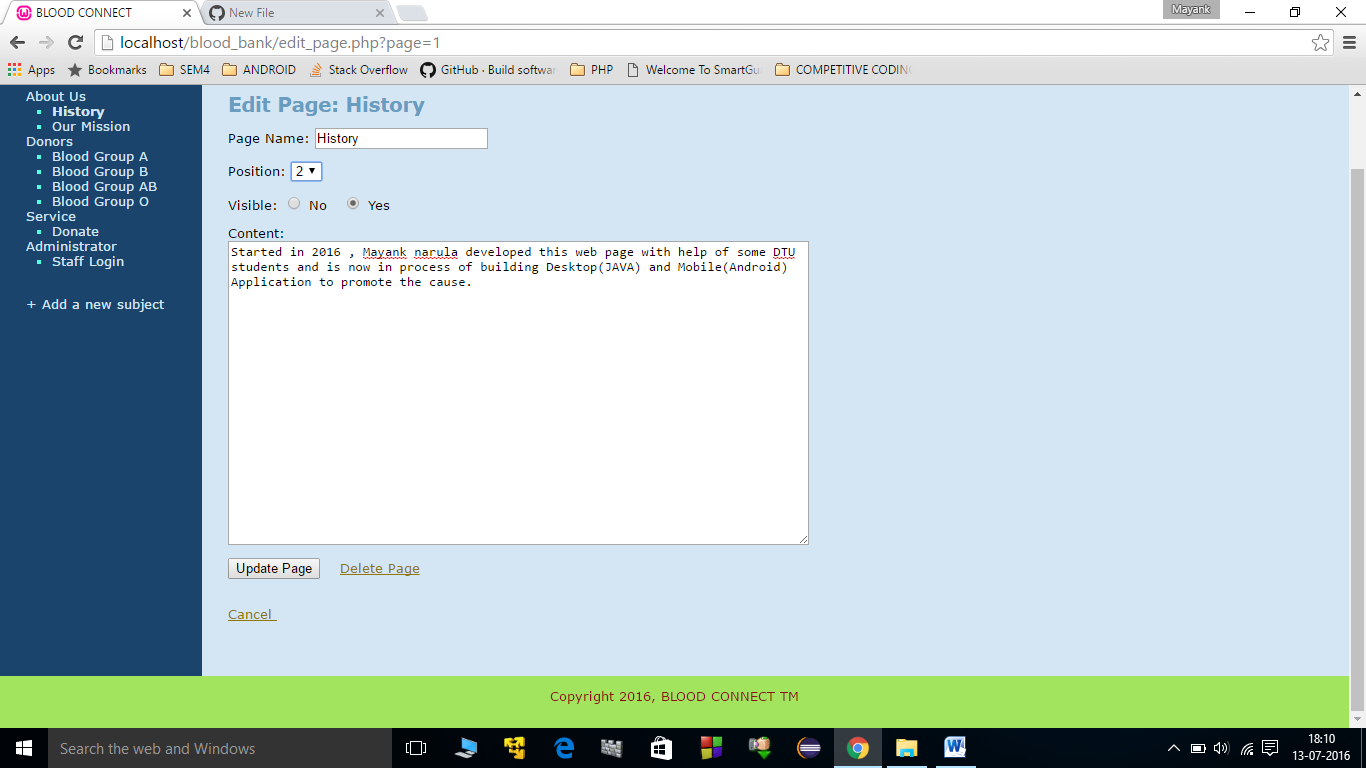 BLOOD CONNECT
New File
Mayank
localhost/blood_bank/edit_page.php?page=1
Apps
Bookmarks
SEM4
ANDROID
Stack Overflow
GitHub · Build softwar
PHP
Welcome To SmartGu
COMPETITIVE CODING
About Us
History
Our Mission
Donors
Blood Group A
Blood Group B
Blood Group AB
Blood Group O
Service
Donate
Administrator
Staff Login
+ Add a new subject
Edit Page: History
Page Name: History
Position: 2
Visible: No Yes
Content:
Started in 2016 , Mayank narula developed this web page with help of some DTU
students and is now in process of building Desktop(JAVA) and Mobile(Android)
Application to promote the cause.
Update Page Delete Page
Cancel
Copyright 2016, BLOOD CONNECT TM
Search the web and Windows
18:10
13-07-2016